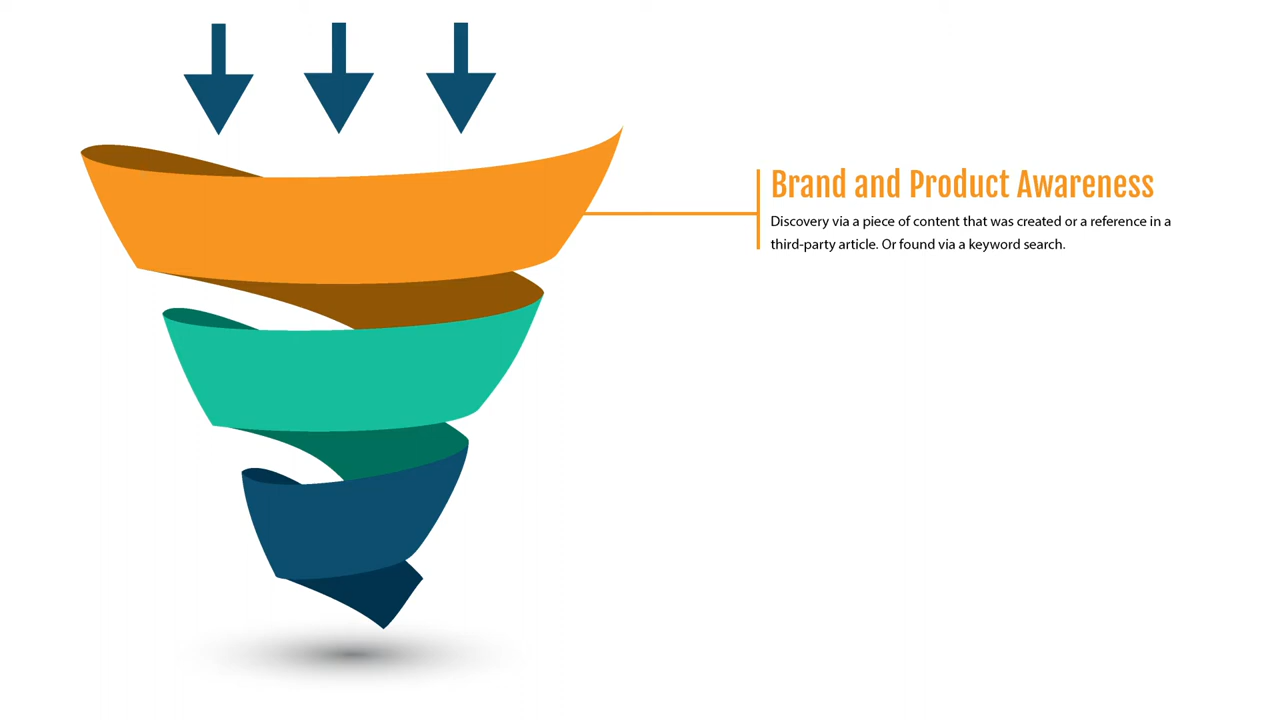 Brand and Product Awareness
Discovery via a piece of content that was created or a reference in a
third-party article. Or found via a keyword search.